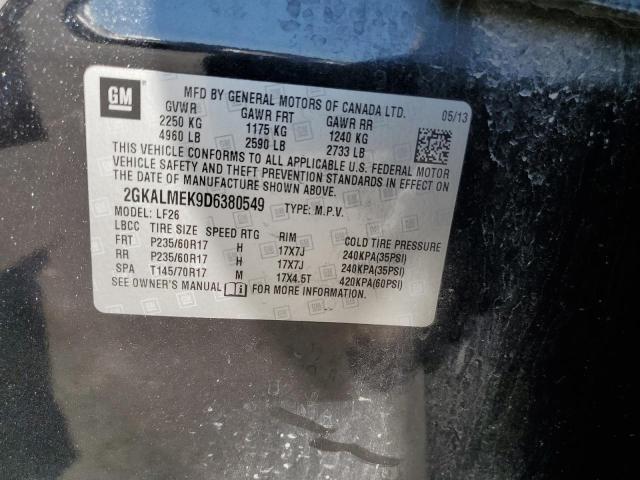 GM
MFD BY GENERAL MOTORS OF CANADA LTD.
05/13
GVWR GAWR FRT GAWR RR
2250 KG 1175 KG 1240 KG
4960 LB 2590 LB 2733 LB
THIS VEHICLE CONFORMS TO ALL APPLICABLE U.S. FEDERAL MOTOR
VEHICLE SAFETY AND THEFT PREVENTION STANDARDS IN EFFECT ON
THE DATE OF MANUFACTURE SHOWN ABOVE.
2GKALMEK9D6380549 TYPE: M.P.V.
MODEL: LF26
LBCC TIRE SIZE SPEED RTG RIM COLD TIRE PRESSURE
FRT P235/60R17 H 17X7J 240KPA(35PSI)
RR P235/60R17 H 17X7J 240KPA(35PSI)
SPA T145/70R17 M 17X4.5T 420KPA(60PSI)
SEE OWNER'S MANUAL FOR MORE INFORMATION.